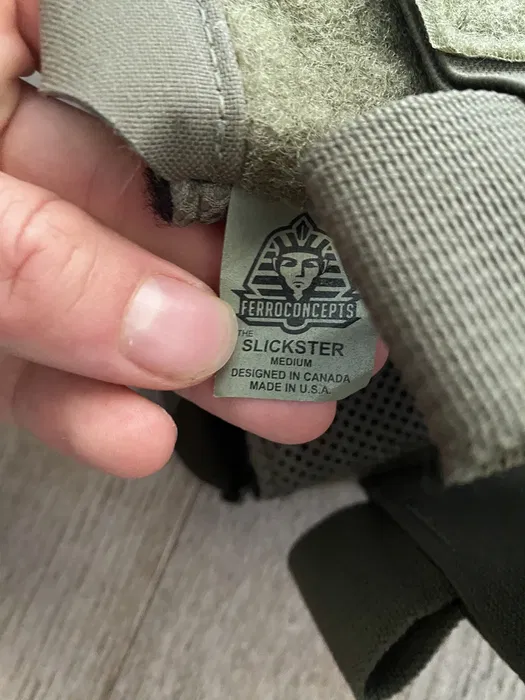 FERROCONCEPTS
THE
SLICKSTER
MEDIUM
DESIGNED IN CANADA
MADE IN U.S.A.